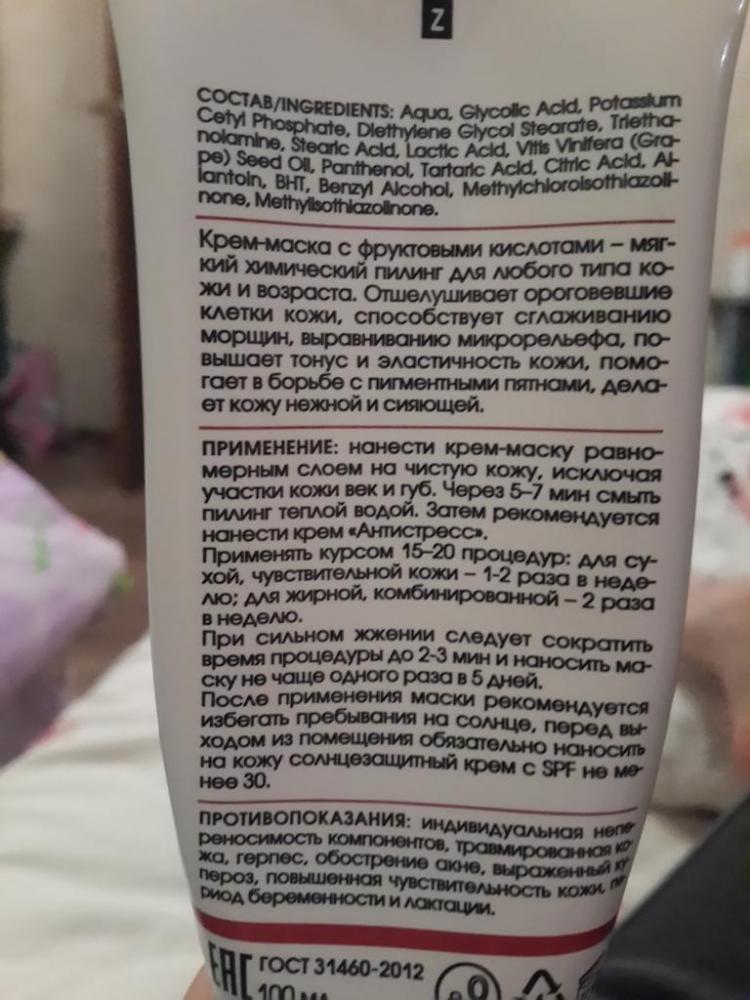 Z
СОСТАВ/INGREDIENTS: Aqua, Glycolic Acid, Potassium
Cetyl Phosphate, Diethylene Glycol Stearate, Trietha-
nolamine, Stearic Acid, Lactic Acid, Vitis Vinifera (Gra-
pe) Seed Oil, Panthenol, Tartaric Acid, Citric Acid, Al-
lantoin, BHT, Benzyl Alcohol, Methylchloroisothiazoli-
none, Methylisothiazolinone.
Крем-маска с фруктовыми кислотами – мяг-
кий химический пилинг для любого типа ко-
жи и возраста. Отшелушивает ороговевшие
клетки кожи, способствует сглаживанию
морщин, выравниванию микрорельефа, по-
вышает тонус и эластичность кожи, помо-
гает в борьбе с пигментными пятнами, дела-
ет кожу нежной и сияющей.
ПРИМЕНЕНИЕ: нанести крем-маску равно-
мерным слоем на чистую кожу, исключая
участки кожи век и губ. Через 5–7 мин смыть
пилинг теплой водой. Затем рекомендуется
нанести крем «Антистресс».
Применять курсом 15–20 процедур: для су-
хой, чувствительной кожи – 1-2 раза в неде-
лю; для жирной, комбинированной – 2 раза
в неделю.
При сильном жжении следует сократить
время процедуры до 2-3 мин и наносить ма-
ску не чаще одного раза в 5 дней.
После применения маски рекомендуется
избегать пребывания на солнце, перед вы-
ходом из помещения обязательно наносить
на кожу солнцезащитный крем с SPF не ме-
нее 30.
ПРОТИВОПОКАЗАНИЯ: индивидуальная непе-
реносимость компонентов, травмированная ко-
жа, герпес, обострение акне, выраженный ку-
пероз, повышенная чувствительность кожи, пе-
риод беременности и лактации.
EAC ГОСТ 31460-2012
100 мл